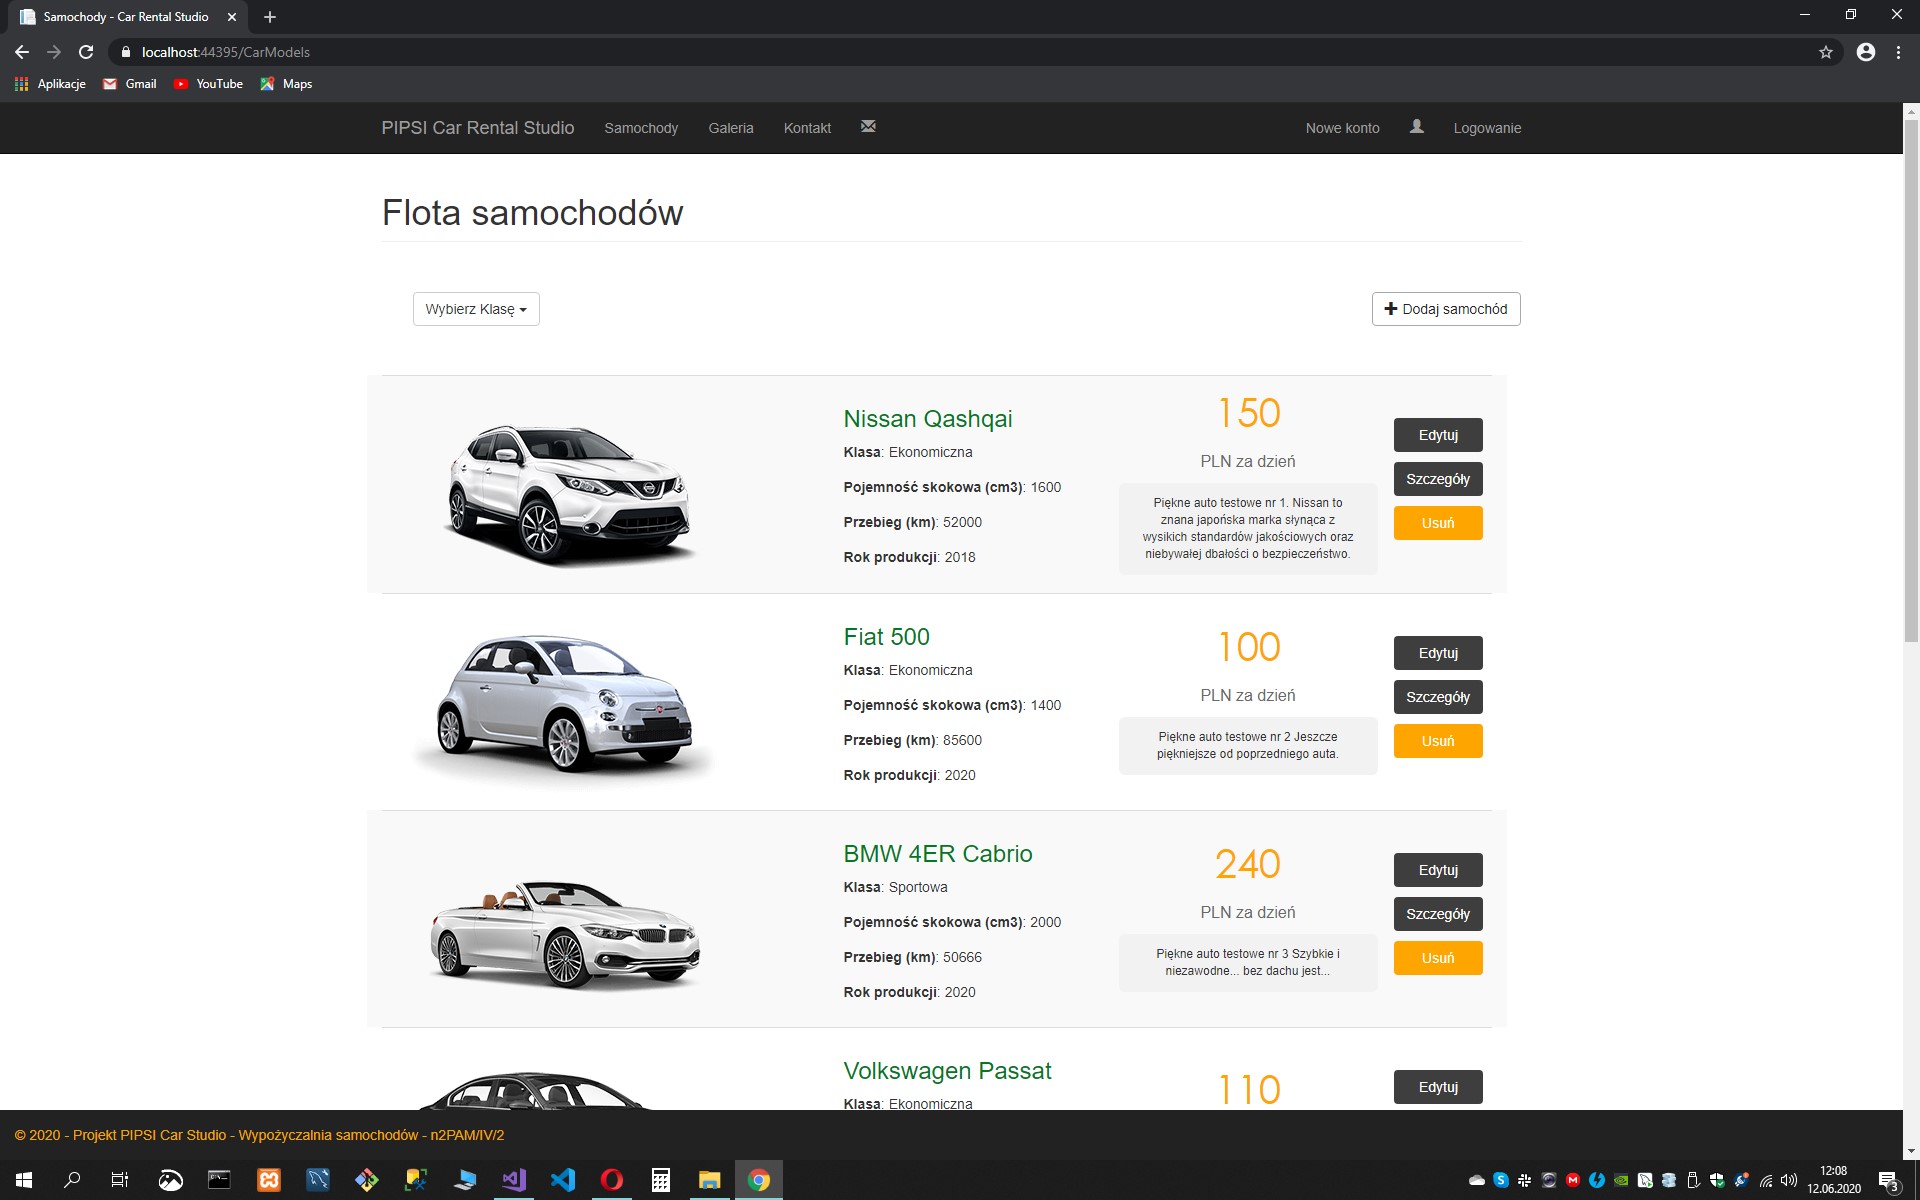 Samochody - Car Rental Studio
localhost:44395/CarModels
Aplikacje Gmail YouTube Maps
PIPSI Car Rental Studio Samochody Galeria Kontakt Nowe konto Logowanie
Flota samochodów
Wybierz Klasę
Dodaj samochód
Nissan Qashqai
Klasa: Ekonomiczna
Pojemność skokowa (cm3): 1600
Przebieg (km): 52000
Rok produkcji: 2018
150
PLN za dzień
Piękne auto testowe nr 1. Nissan to
znana japońska marka słynąca z
wysikich standardów jakościowych oraz
niebywałej dbałości o bezpieczeństwo.
Edytuj
Szczegóły
Usuń
Fiat 500
Klasa: Ekonomiczna
Pojemność skokowa (cm3): 1400
Przebieg (km): 85600
Rok produkcji: 2020
100
PLN za dzień
Piękne auto testowe nr 2 Jeszcze
piękniejsze od poprzedniego auta.
Edytuj
Szczegóły
Usuń
BMW 4ER Cabrio
Klasa: Sportowa
Pojemność skokowa (cm3): 2000
Przebieg (km): 50666
Rok produkcji: 2020
240
PLN za dzień
Piękne auto testowe nr 3 Szybkie i
niezawodne... bez dachu jest...
Edytuj
Szczegóły
Usuń
Volkswagen Passat
Klasa: Ekonomiczna
110
Edytuj
© 2020 - Projekt PIPSI Car Studio - Wypożyczalnia samochodów - n2PAM/IV/2
12:08
12.06.2020
3